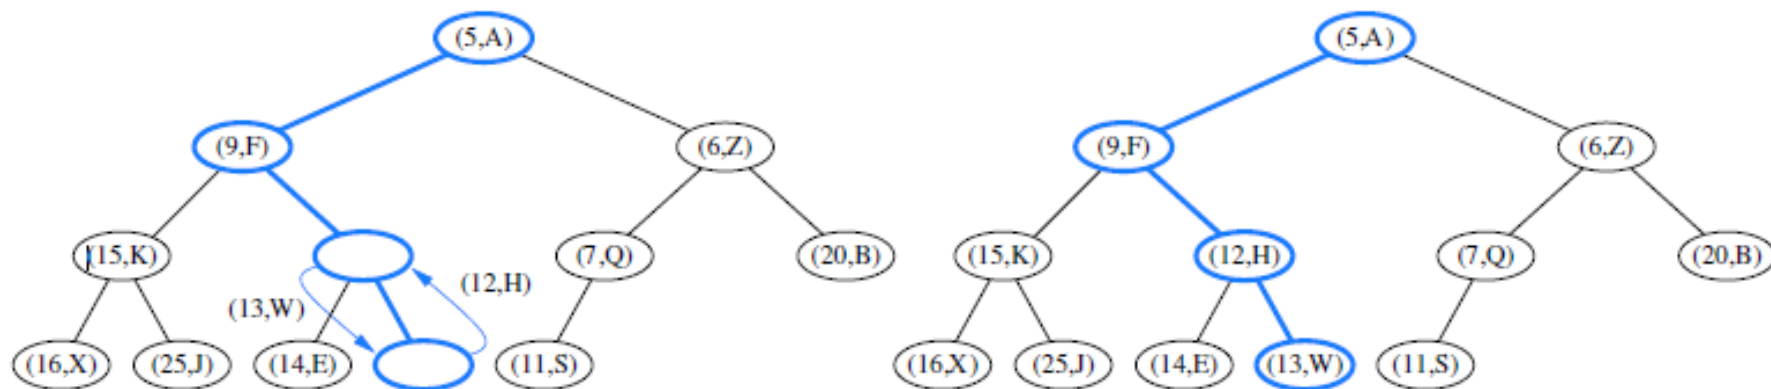 (5,A)
(9,F) (6,Z)
(15,K) (7,Q) (20,B)
(13,W) (12,H)
(16,X) (25,J) (14,E) (11,S)
(5,A)
(9,F) (6,Z)
(15,K) (12,H) (7,Q) (20,B)
(16,X) (25,J) (14,E) (13,W) (11,S)